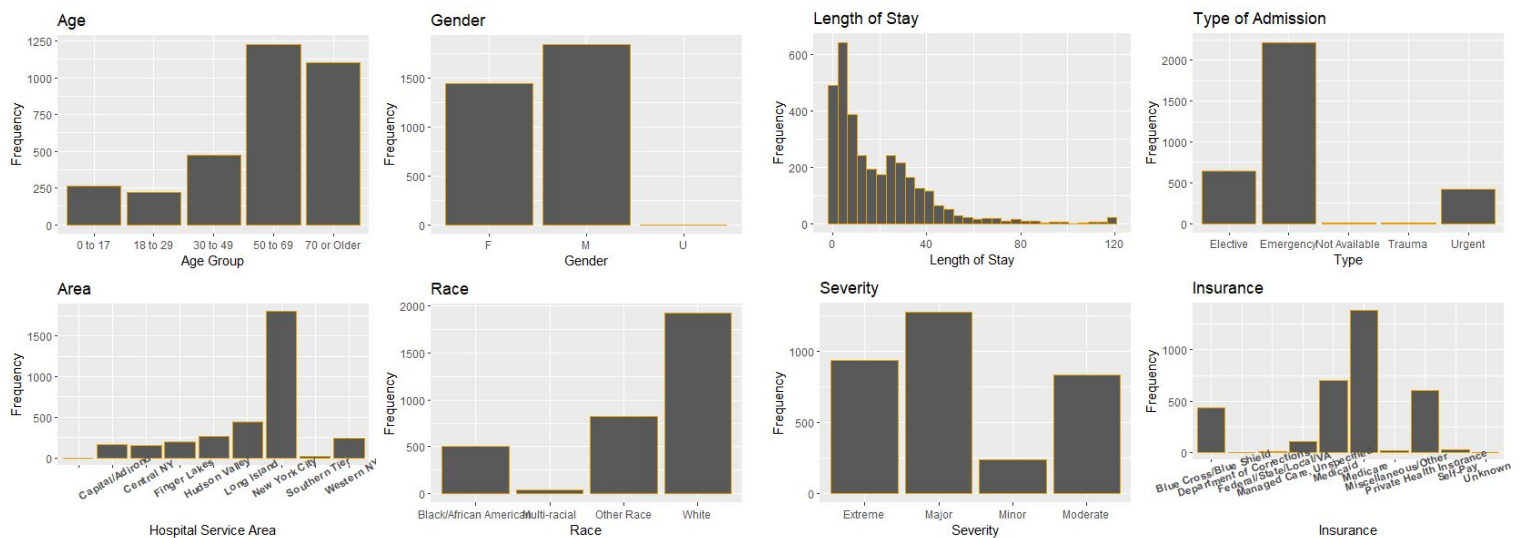 Age
Frequency
1250
1000
750
500
250
0
0 to 17
18 to 29
30 to 49
50 to 69
70 or Older
Age Group
Gender
Frequency
1500
1000
500
0
F
M
U
Gender
Length of Stay
Frequency
600
400
200
0
0
40
80
120
Length of Stay
Type of Admission
Frequency
2000
1500
1000
500
0
Elective
Emergency
Not Available
Trauma
Urgent
Type
Area
Frequency
1500
1000
500
0
Capital/Adirond
Central NY
Finger Lakes
Hudson Valley
Long Island
New York City
Southern Tier
Western NY
Hospital Service Area
Race
Frequency
2000
1500
1000
500
0
Black/African American
Multi-racial
Other Race
White
Race
Severity
Frequency
1000
500
0
Extreme
Major
Minor
Moderate
Severity
Insurance
Frequency
1000
500
0
Blue Cross/Blue Shield
Department of Corrections
Federal/State/Local/VA
Managed Care, Unspecified
Medicaid
Medicare
Miscellaneous/Other
Private Health Insurance
Self-Pay
Unknown
Insurance